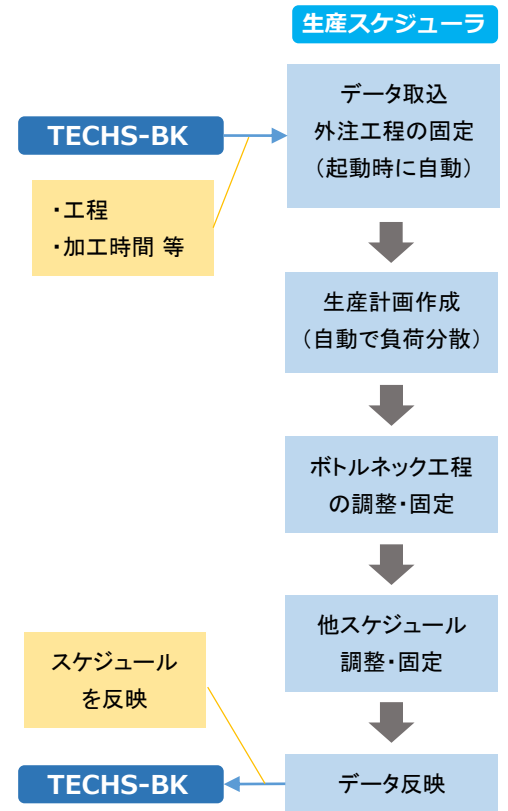 生産スケジューラ
データ取込
外注工程の固定
（起動時に自動）
TECHS-BK
・工程
・加工時間 等
生産計画作成
（自動で負荷分散）
ボトルネック工程
の調整・固定
他スケジュール
調整・固定
スケジュール
を反映
TECHS-BK
データ反映